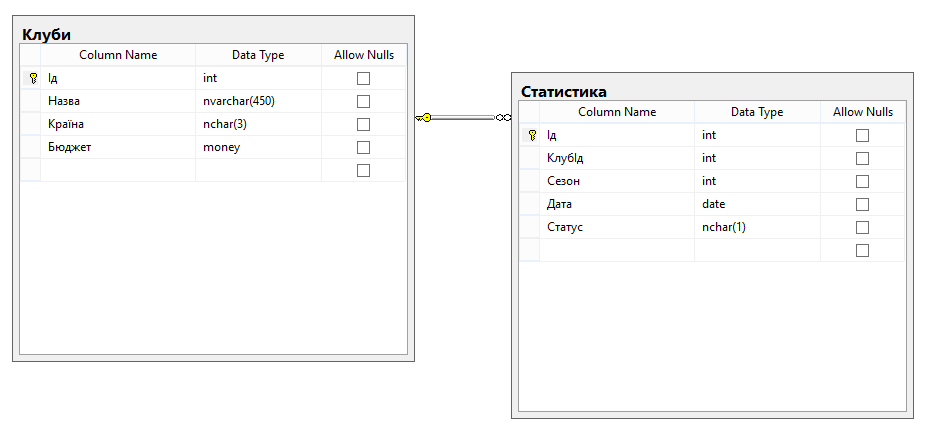 Клуби
Column Name Data Type Allow Nulls
Ід int
Назва nvarchar(450)
Країна nchar(3)
Бюджет money
Статистика
Column Name Data Type Allow Nulls
Ід int
КлубІд int
Сезон int
Дата date
Статус nchar(1)